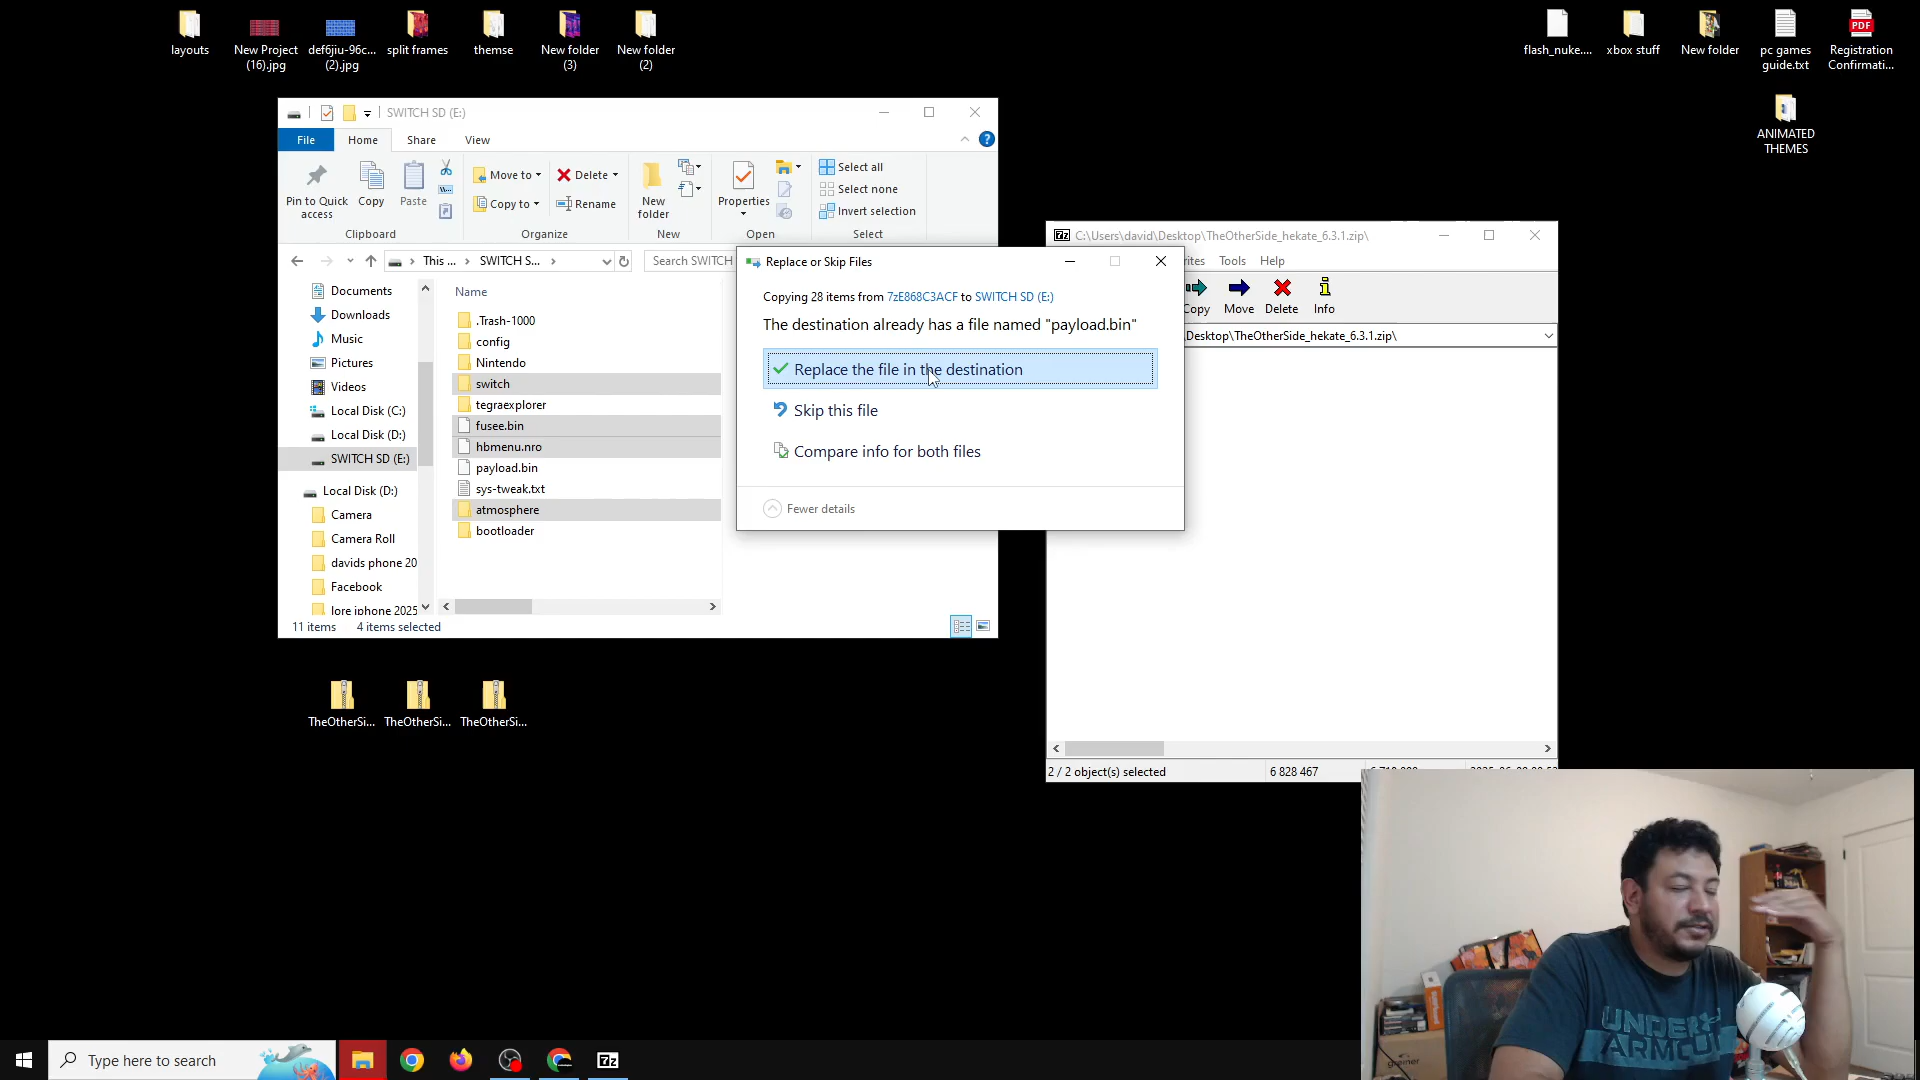 layouts
New Project
(16).jpg
def6jiu-96c...
(2).jpg
split frames
themse
New folder
(3)
New folder
(2)
flash_nuke....
xbox stuff
New folder
pc games
guide.txt
PDF
Registration
Confirmati...
ANIMATED
THEMES
SWITCH SD (E:)
File
Home
Share
View
Pin to Quick
access
Copy
Paste
Move to
Copy to
Delete
Rename
New
folder
Properties
Select all
Select none
Invert selection
Clipboard
Organize
New
Open
Select
This ...
SWITCH S...
Search SWITCH
Documents
Downloads
Music
Pictures
Videos
Local Disk (C:)
Local Disk (D:)
SWITCH SD (E:)
Local Disk (D:)
Camera
Camera Roll
davids phone 20
Facebook
lore iphone 2025
Name
.Trash-1000
config
Nintendo
switch
tegraexplorer
fusee.bin
hbmenu.nro
payload.bin
sys-tweak.txt
atmosphere
bootloader
11 items
4 items selected
Replace or Skip Files
Copying 28 items from 7zE868C3ACF to SWITCH SD (E:)
The destination already has a file named "payload.bin"
Replace the file in the destination
Skip this file
Compare info for both files
Fewer details
7z
C:\Users\david\Desktop\TheOtherSide_hekate_6.3.1.zip\
rites
Tools
Help
Copy
Move
Delete
Info
Desktop\TheOtherSide_hekate_6.3.1.zip\
2 / 2 object(s) selected
6 828 467
TheOtherSi...
TheOtherSi...
TheOtherSi...
UNDER
ARMOUR
Type here to search
7z